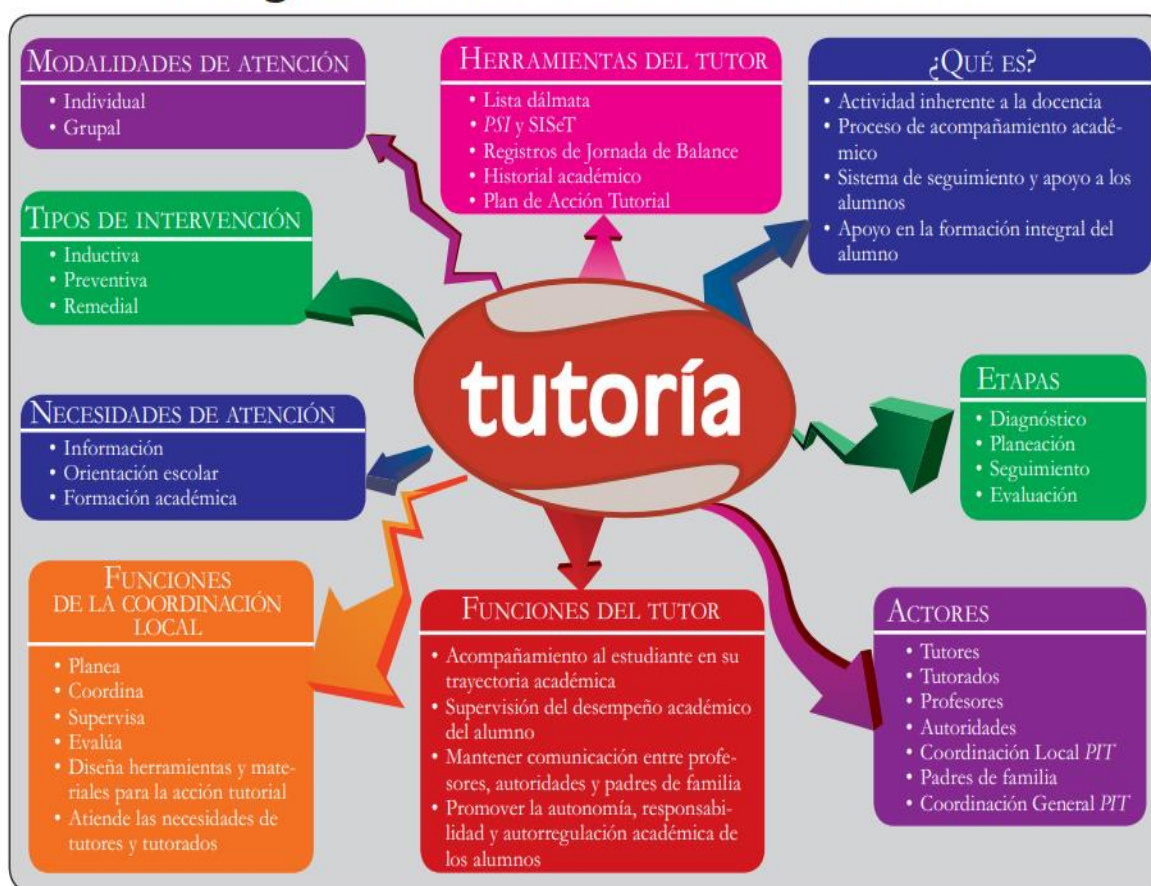 MODALIDADES DE ATENCIÓN
• Individual
• Grupal
HERRAMIENTAS DEL TUTOR
• Lista dálmata
• PSI y SISeT
• Registros de Jornada de Balance
• Historial académico
• Plan de Acción Tutorial
¿QUÉ ES?
• Actividad inherente a la docencia
• Proceso de acompañamiento acadé-
mico
• Sistema de seguimiento y apoyo a los
alumnos
• Apoyo en la formación integral del
alumno
TIPOS DE INTERVENCIÓN
• Inductiva
• Preventiva
• Remedial
tutoría
ETAPAS
• Diagnóstico
• Planeación
• Seguimiento
• Evaluación
NECESIDADES DE ATENCIÓN
• Información
• Orientación escolar
• Formación académica
FUNCIONES
DE LA COORDINACIÓN
LOCAL
• Planea
• Coordina
• Supervisa
• Evalúa
• Diseña herramientas y mate-
riales para la acción tutorial
• Atiende las necesidades de
tutores y tutorados
FUNCIONES DEL TUTOR
• Acompañamiento al estudiante en su
trayectoria académica
• Supervisión del desempeño académico
del alumno
• Mantener comunicación entre profe-
sores, autoridades y padres de familia
• Promover la autonomía, responsabi-
lidad y autorregulación académica de
los alumnos
ACTORES
• Tutores
• Tutorados
• Profesores
• Autoridades
• Coordinación Local PIT
• Padres de familia
• Coordinación General PIT